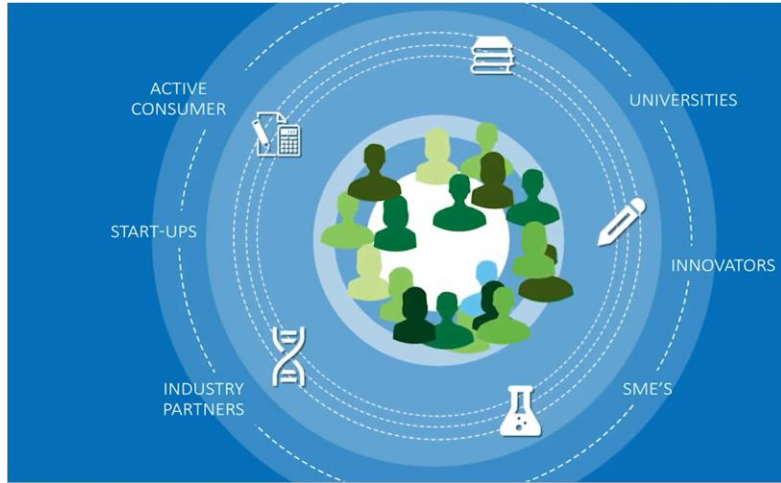 ACTIVE
CONSUMER
UNIVERSITIES
START-UPS
INNOVATORS
INDUSTRY
PARTNERS
SME'S